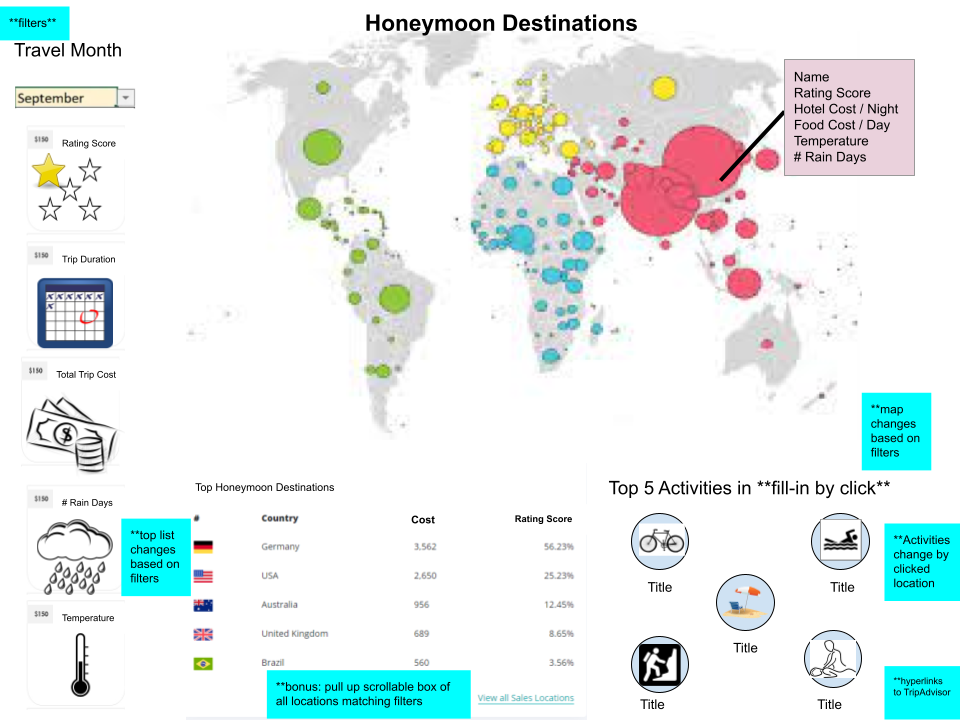 **filters**
Honeymoon Destinations
Travel Month
September
$150
Rating Score
$150
Trip Duration
$150
Total Trip Cost
$150
# Rain Days
$150
Temperature
Name
Rating Score
Hotel Cost / Night
Food Cost / Day
Temperature
# Rain Days
**map
changes
based on
filters
**top list
changes
based on
filters
Top Honeymoon Destinations
# Country Cost Rating Score
Germany 3,562 56.23%
USA 2,650 25.23%
Australia 956 12.45%
United Kingdom 689 8.65%
Brazil 560 3.56%
**bonus: pull up scrollable box of
all locations matching filters
View all Sales Locations
Top 5 Activities in **fill-in by click**
Title
Title
Title
Title
Title
**Activities
change by
clicked
location
**hyperlinks
to TripAdvisor